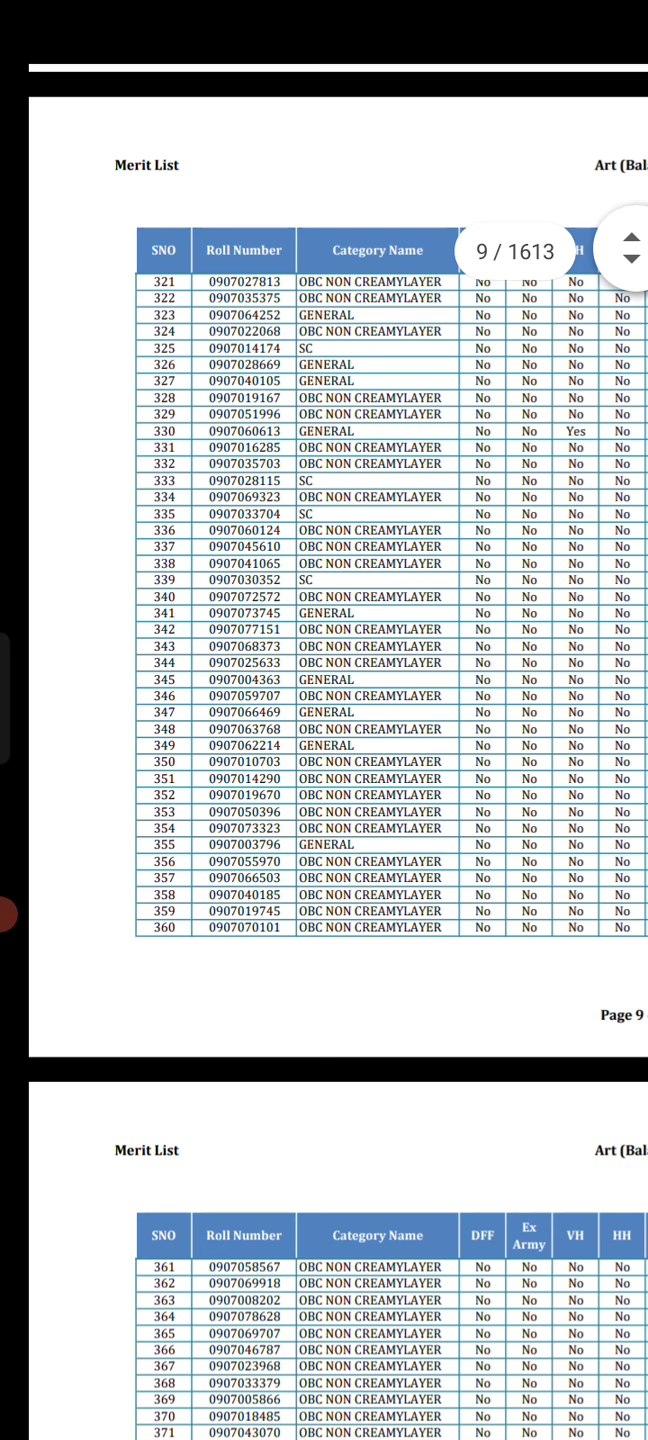 Merit List Art (Bal
SNO Roll Number Category Name 9 / 1613 H
321 0907027813 OBC NON CREAMYLAYER No No No
322 0907035375 OBC NON CREAMYLAYER No No No No
323 0907064252 GENERAL No No No No
324 0907022068 OBC NON CREAMYLAYER No No No No
325 0907014174 SC No No No No
326 0907028669 GENERAL No No No No
327 0907040105 GENERAL No No No No
328 0907019167 OBC NON CREAMYLAYER No No No No
329 0907051996 OBC NON CREAMYLAYER No No No No
330 0907060613 GENERAL No No Yes No
331 0907016285 OBC NON CREAMYLAYER No No No No
332 0907035703 OBC NON CREAMYLAYER No No No No
333 0907028115 SC No No No No
334 0907069323 OBC NON CREAMYLAYER No No No No
335 0907033704 SC No No No No
336 0907060124 OBC NON CREAMYLAYER No No No No
337 0907045610 OBC NON CREAMYLAYER No No No No
338 0907041065 OBC NON CREAMYLAYER No No No No
339 0907030352 SC No No No No
340 0907072572 OBC NON CREAMYLAYER No No No No
341 0907073745 GENERAL No No No No
342 0907077151 OBC NON CREAMYLAYER No No No No
343 0907068373 OBC NON CREAMYLAYER No No No No
344 0907025633 OBC NON CREAMYLAYER No No No No
345 0907004363 GENERAL No No No No
346 0907059707 OBC NON CREAMYLAYER No No No No
347 0907066469 GENERAL No No No No
348 0907063768 OBC NON CREAMYLAYER No No No No
349 0907062214 GENERAL No No No No
350 0907010703 OBC NON CREAMYLAYER No No No No
351 0907014290 OBC NON CREAMYLAYER No No No No
352 0907019670 OBC NON CREAMYLAYER No No No No
353 0907050396 OBC NON CREAMYLAYER No No No No
354 0907073323 OBC NON CREAMYLAYER No No No No
355 0907003796 GENERAL No No No No
356 0907055970 OBC NON CREAMYLAYER No No No No
357 0907066503 OBC NON CREAMYLAYER No No No No
358 0907040185 OBC NON CREAMYLAYER No No No No
359 0907019745 OBC NON CREAMYLAYER No No No No
360 0907070101 OBC NON CREAMYLAYER No No No No
Page 9
Merit List Art (Bal
SNO Roll Number Category Name DFF Ex Army VH HH
361 0907058567 OBC NON CREAMYLAYER No No No No
362 0907069918 OBC NON CREAMYLAYER No No No No
363 0907008202 OBC NON CREAMYLAYER No No No No
364 0907078628 OBC NON CREAMYLAYER No No No No
365 0907069707 OBC NON CREAMYLAYER No No No No
366 0907046787 OBC NON CREAMYLAYER No No No No
367 0907023968 OBC NON CREAMYLAYER No No No No
368 0907033379 OBC NON CREAMYLAYER No No No No
369 0907005866 OBC NON CREAMYLAYER No No No No
370 0907018485 OBC NON CREAMYLAYER No No No No
371 0907043070 OBC NON CREAMYLAYER No No No No